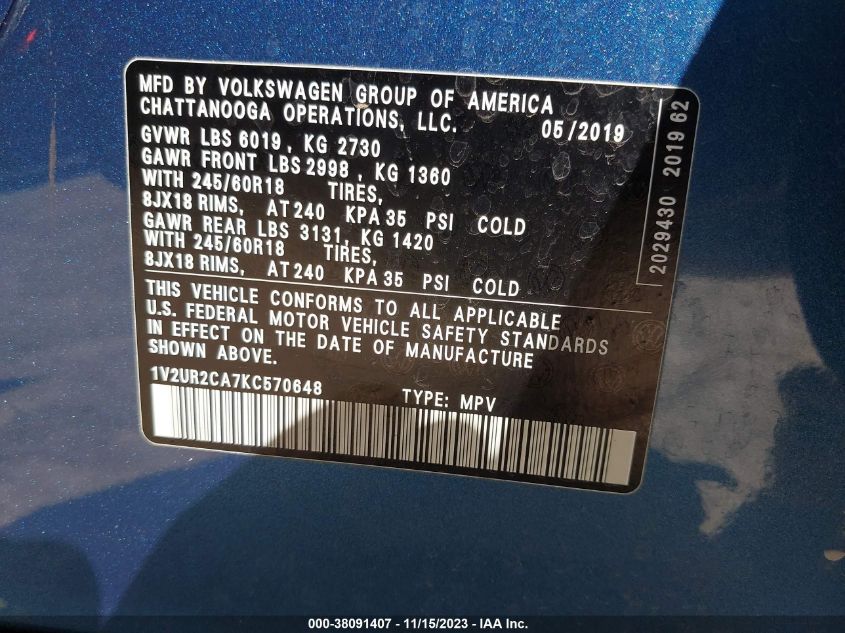 MFD BY VOLKSWAGEN GROUP OF AMERICA
CHATTANOOGA OPERATIONS, LLC. 05/2019
GVWR LBS 6019, KG 2730
GAWR FRONT LBS 2998, KG 1360
WITH 245/60R18 TIRES,
8JX18 RIMS, AT 240 KPA 35 PSI COLD
GAWR REAR LBS 3131, KG 1420
WITH 245/60R18 TIRES,
8JX18 RIMS, AT 240 KPA 35 PSI COLD
THIS VEHICLE CONFORMS TO ALL APPLICABLE
U.S. FEDERAL MOTOR VEHICLE SAFETY STANDARDS
IN EFFECT ON THE DATE OF MANUFACTURE
SHOWN ABOVE.
1V2UR2CA7KC570648 TYPE: MPV
2029430 2019 62
000-38091407 - 11/15/2023 - IAA Inc.